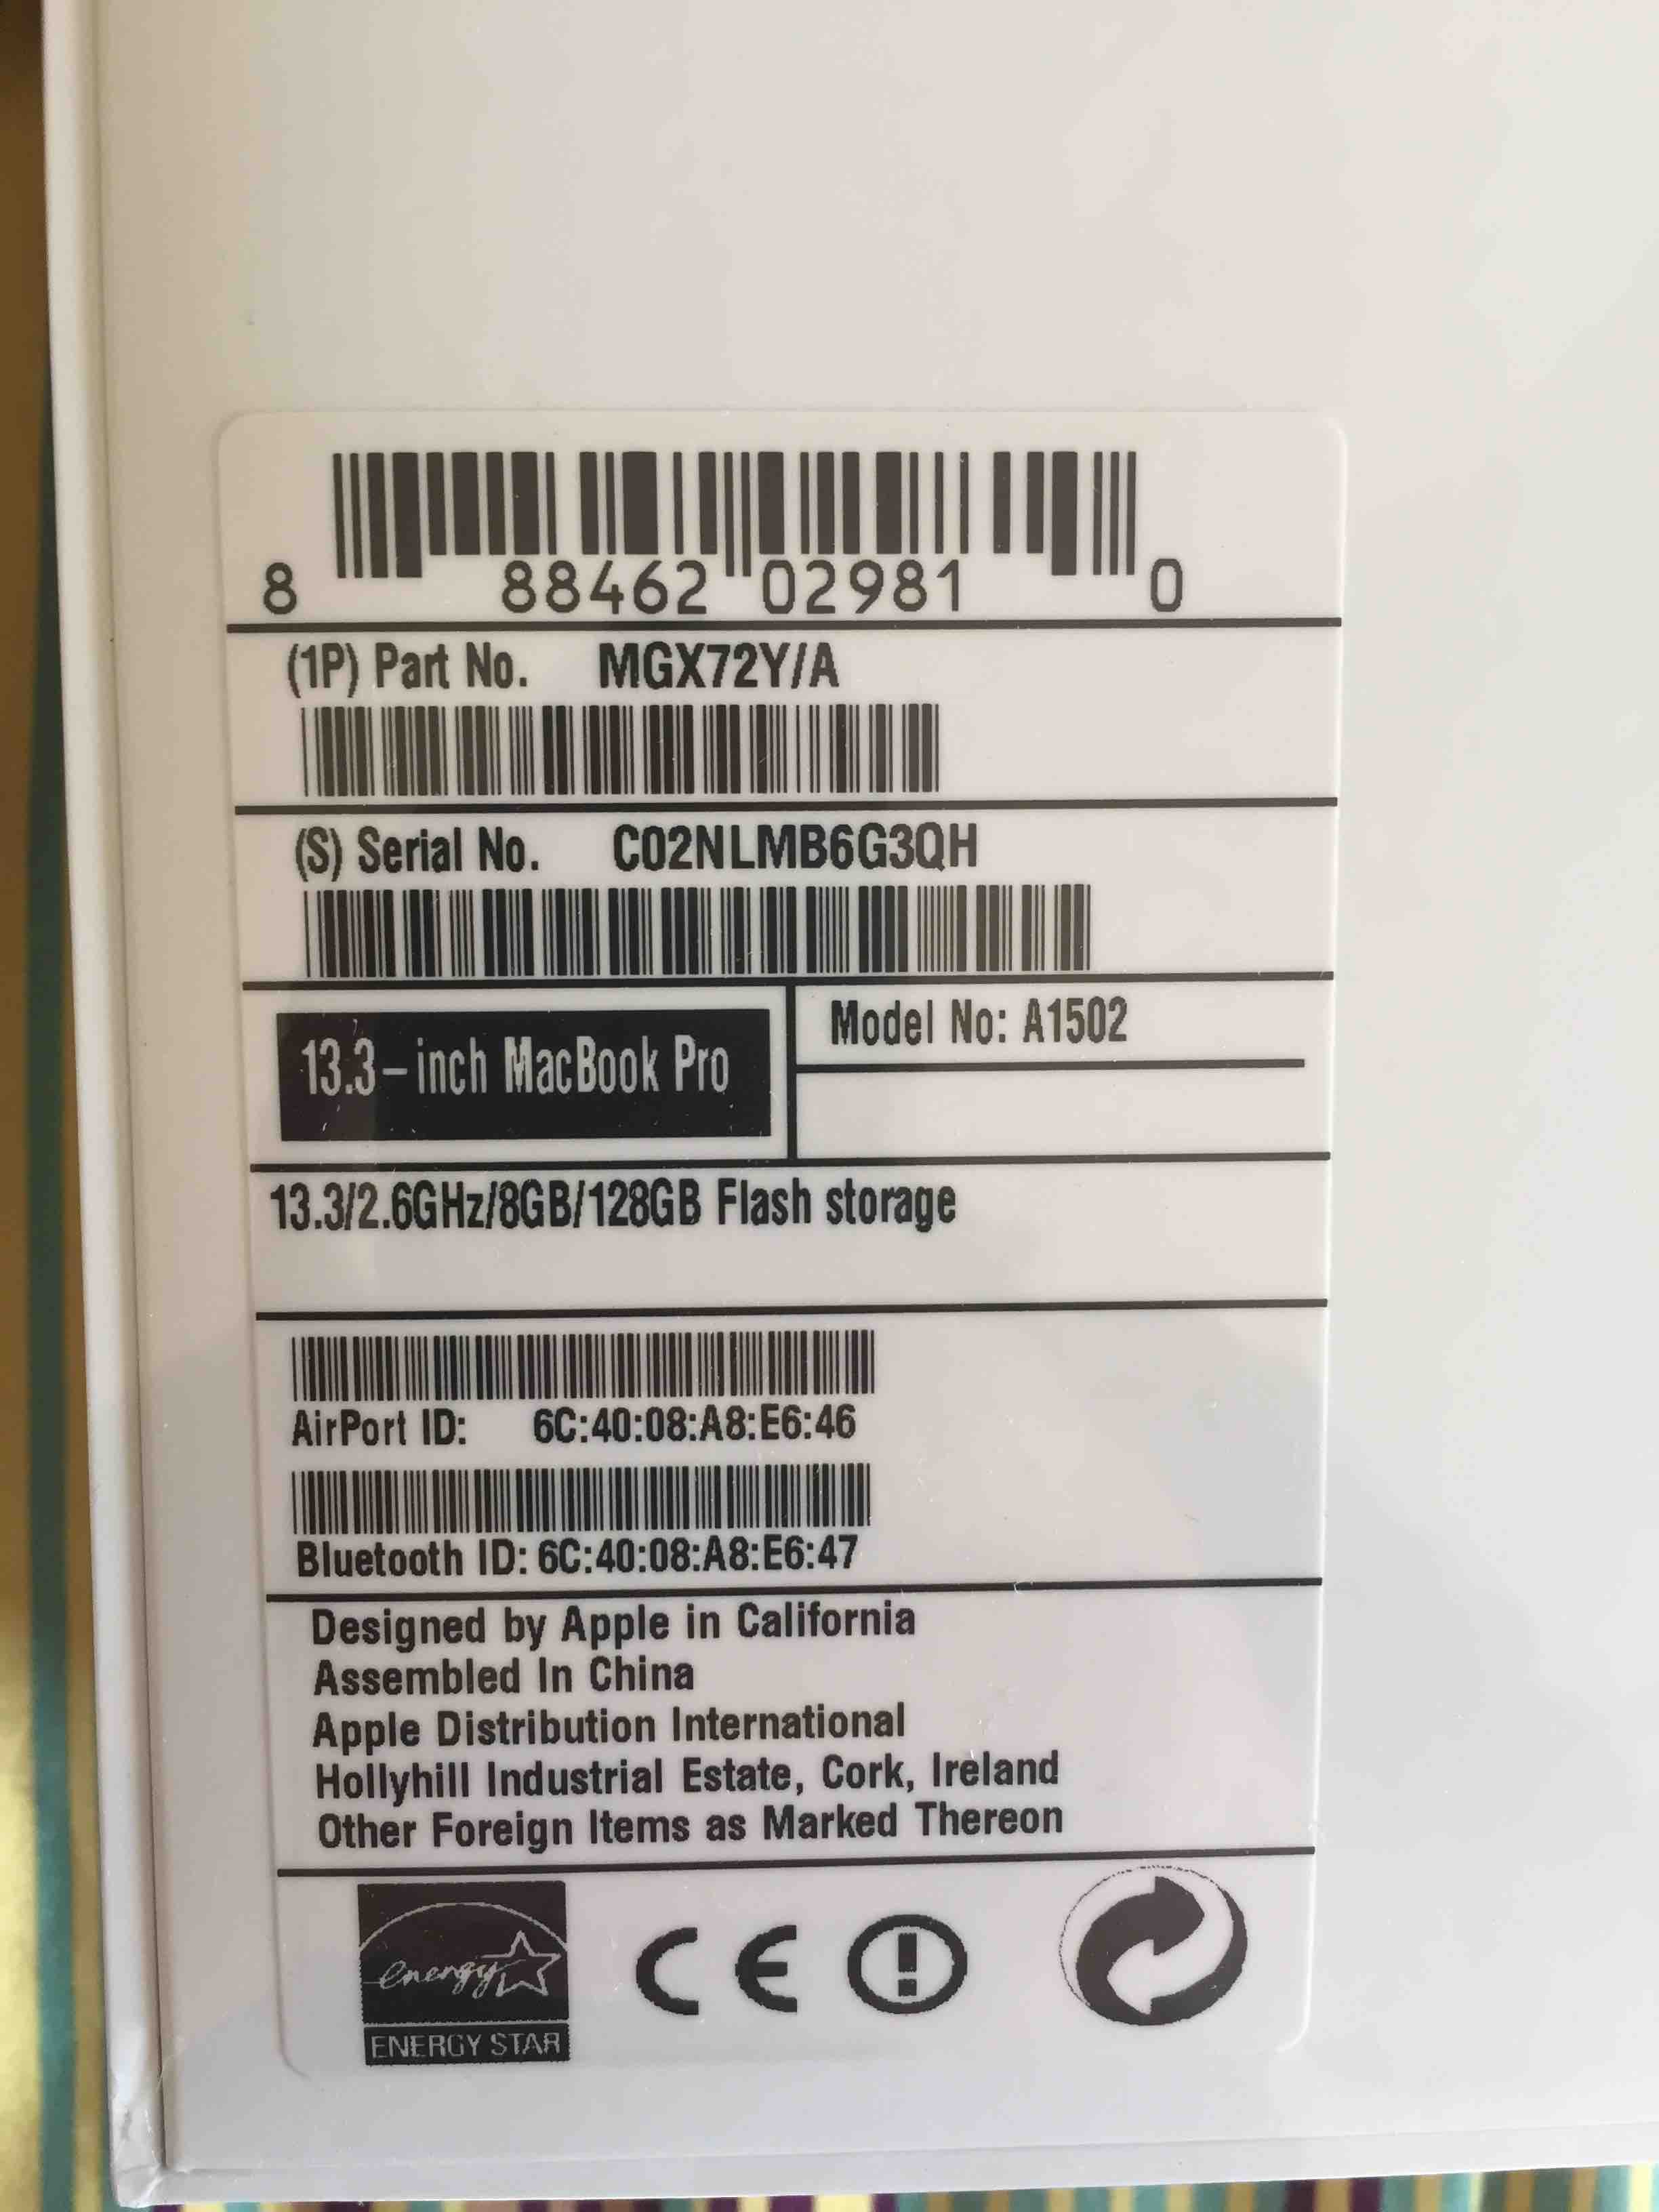 8 88462 02981 0
(1P) Part No. MGX72Y/A
(S) Serial No. C02NLMB6G3QH
13.3-inch MacBook Pro
Model No: A1502
13.3/2.6GHz/8GB/128GB Flash storage
AirPort ID: 6C:40:08:A8:E6:46
Bluetooth ID: 6C:40:08:A8:E6:47
Designed by Apple in California
Assembled In China
Apple Distribution International
Hollyhill Industrial Estate, Cork, Ireland
Other Foreign Items as Marked Thereon
energy
ENERGY STAR
CE